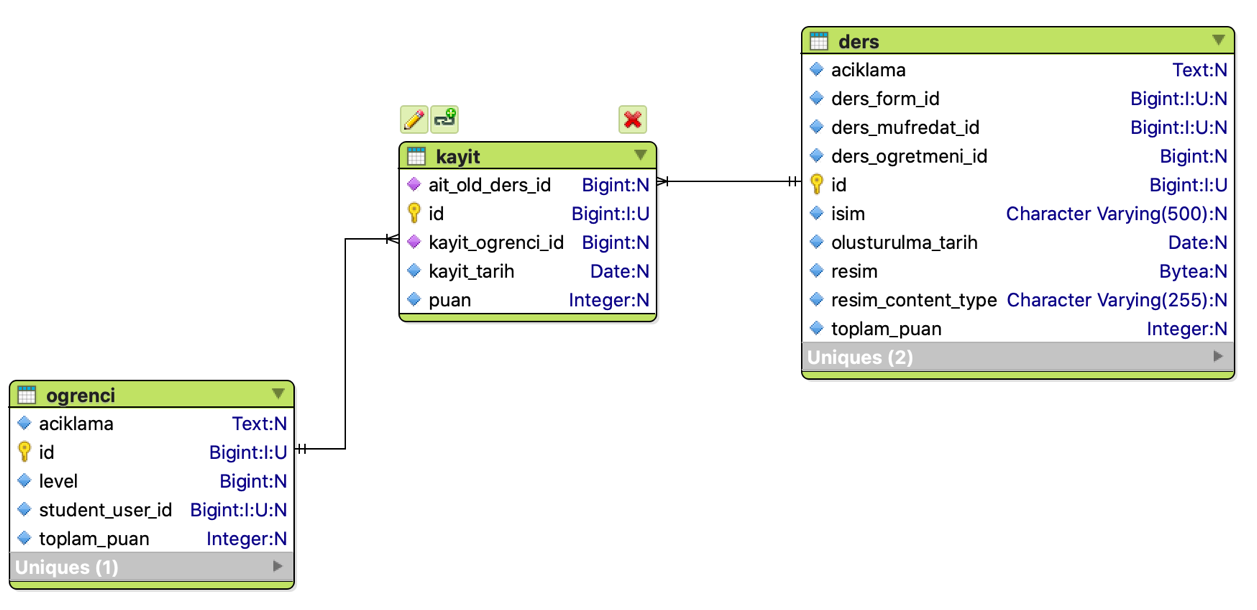 ders
aciklama Text:N
ders_form_id Bigint:I:U:N
ders_mufredat_id Bigint:I:U:N
ders_ogretmeni_id Bigint:N
id Bigint:I:U
isim Character Varying(500):N
olusturulma_tarih Date:N
resim Bytea:N
resim_content_type Character Varying(255):N
toplam_puan Integer:N
Uniques (2)
kayit
ait_old_ders_id Bigint:N
id Bigint:I:U
kayit_ogrenci_id Bigint:N
kayit_tarih Date:N
puan Integer:N
ogrenci
aciklama Text:N
id Bigint:I:U
level Bigint:N
student_user_id Bigint:I:U:N
toplam_puan Integer:N
Uniques (1)